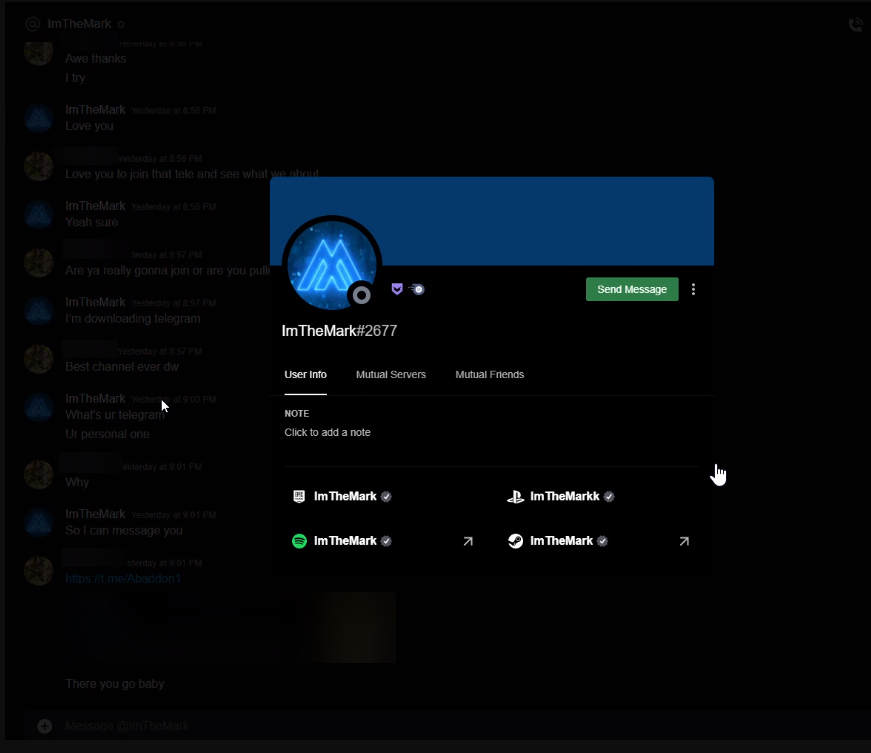 ImTheMark
Yesterday at 8:56 PM
Awe thanks
I try
ImTheMark Yesterday at 8:56 PM
Love you
Yesterday at 8:56 PM
Love you to join that tele and see what we about
ImTheMark Yesterday at 8:56 PM
Yeah sure
terday at 8:57 PM
Are ya really gonna join or are you pulli
ImTheMark Yesterday at 8:57 PM
I'm downloading telegram
Yesterday at 8:57 PM
Best channel ever dw
ImTheMark Yesterday at 9:00 PM
What's ur telegram
Ur personal one
esterday at 9:01 PM
Why
ImTheMark Yesterday at 9:01 PM
So I can message you
sterday at 9:01 PM
https://t.me/Abaddon1
There you go baby
Message @ImTheMark
Send Message
ImTheMark#2677
User Info Mutual Servers Mutual Friends
NOTE
Click to add a note
ImTheMark ImTheMarkk
ImTheMark ImTheMark